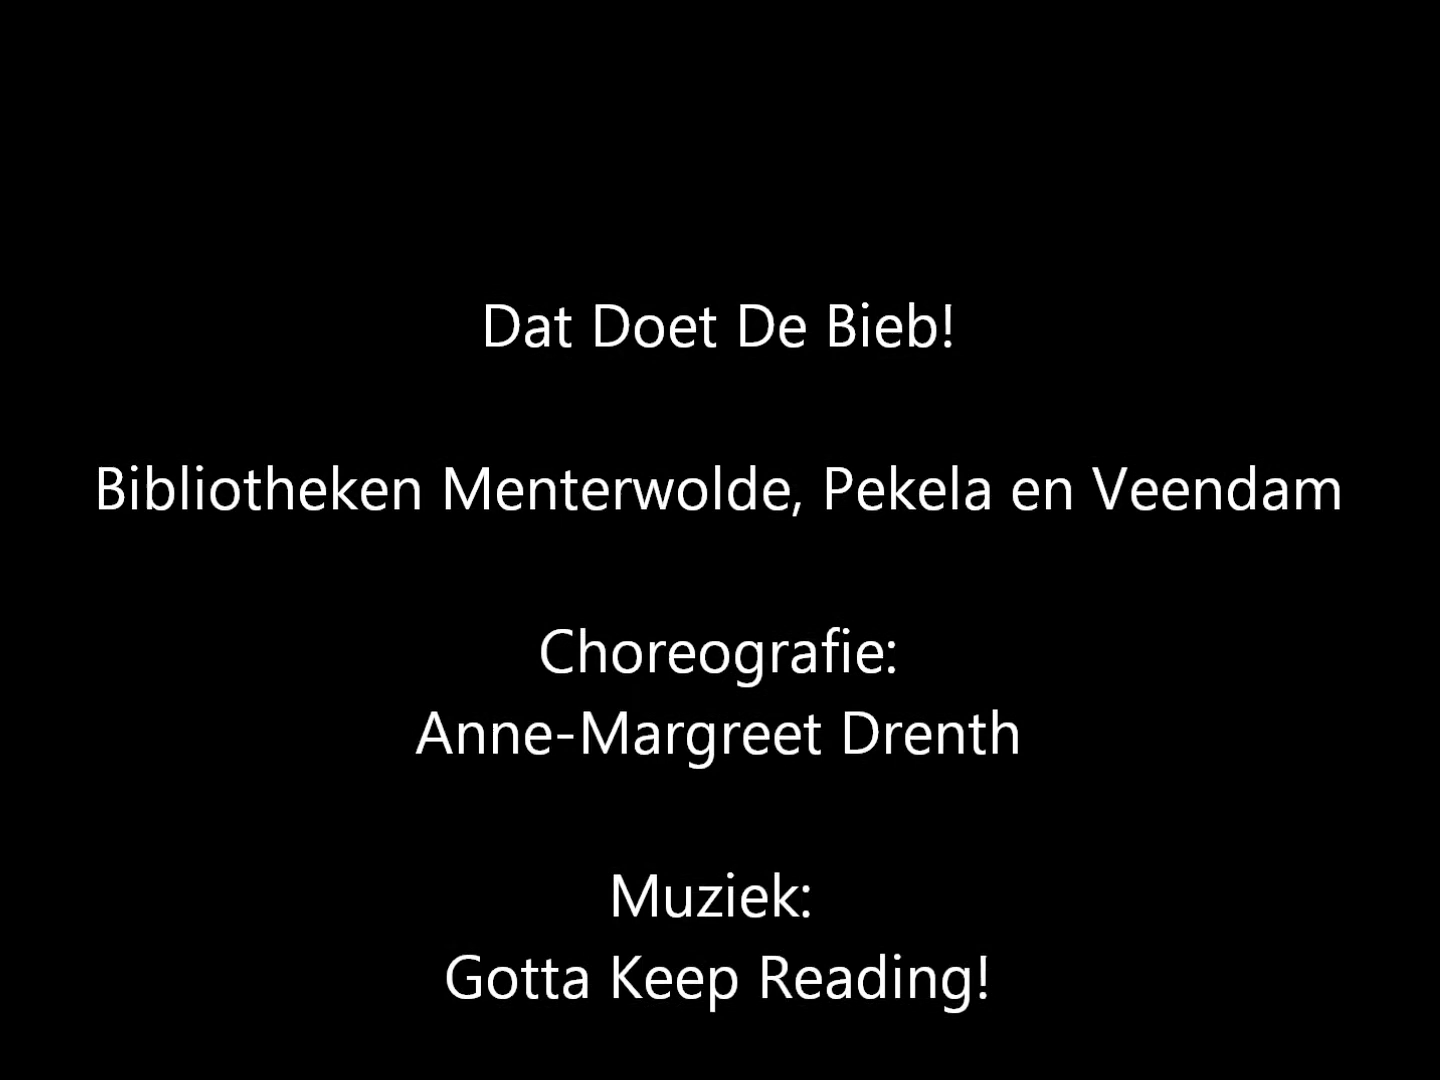 Dat Doet De Bieb!
Bibliotheken Menterwolde, Pekela en Veendam
Choreografie:
Anne-Margreet Drenth
Muziek:
Gotta Keep Reading!